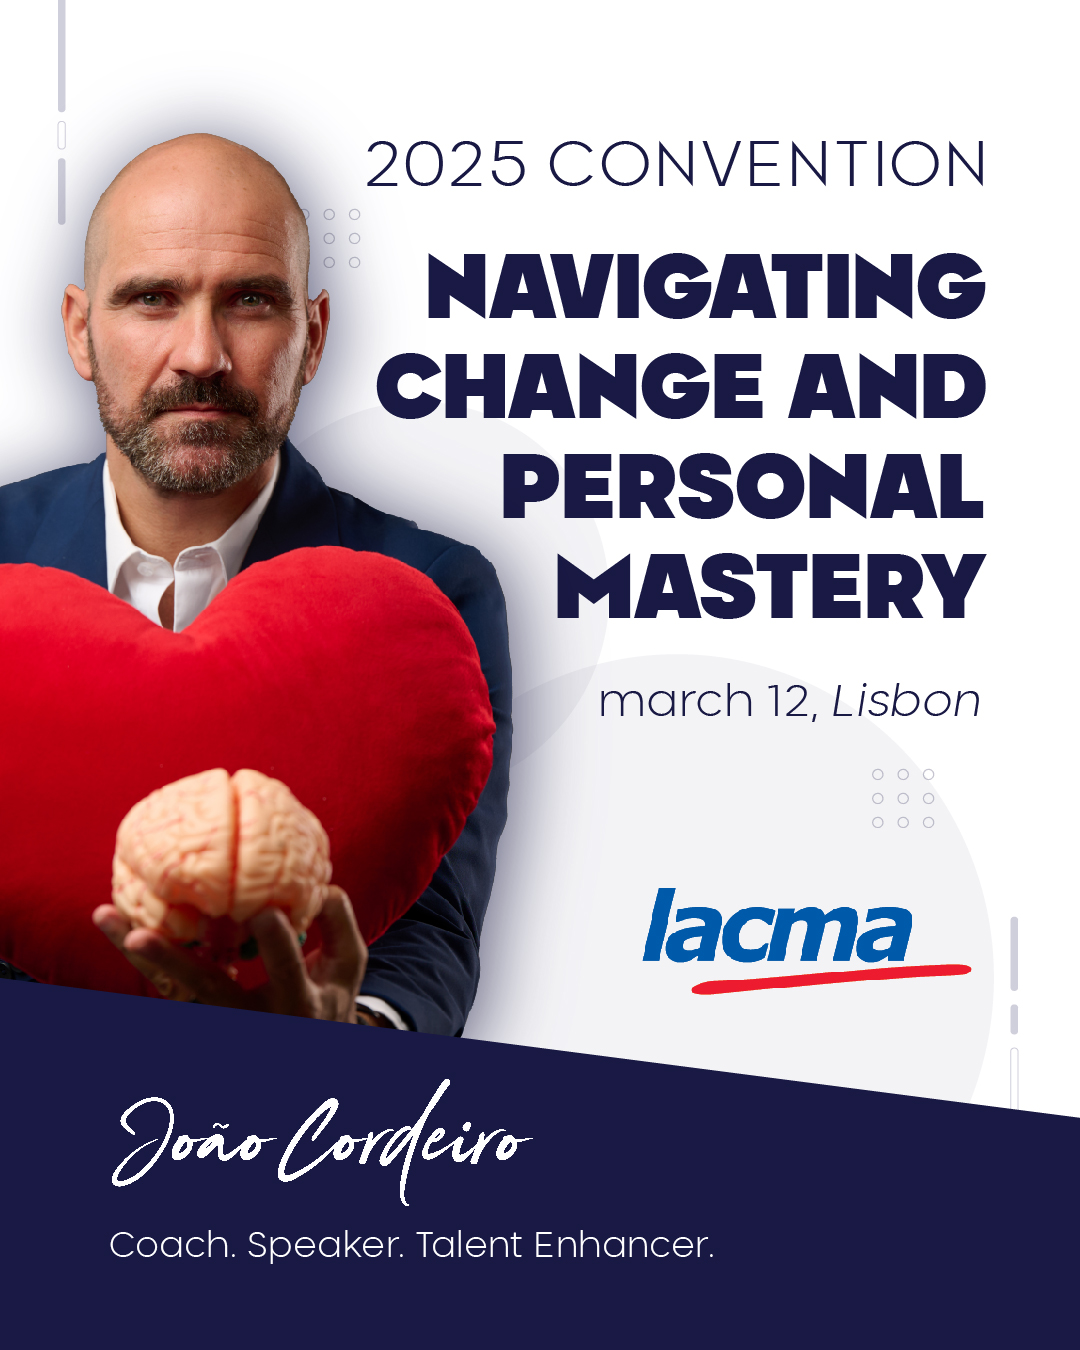 2025 CONVENTION
NAVIGATING
CHANGE AND
PERSONAL
MASTERY
march 12, Lisbon
lacma
João Cordeiro
Coach. Speaker. Talent Enhancer.